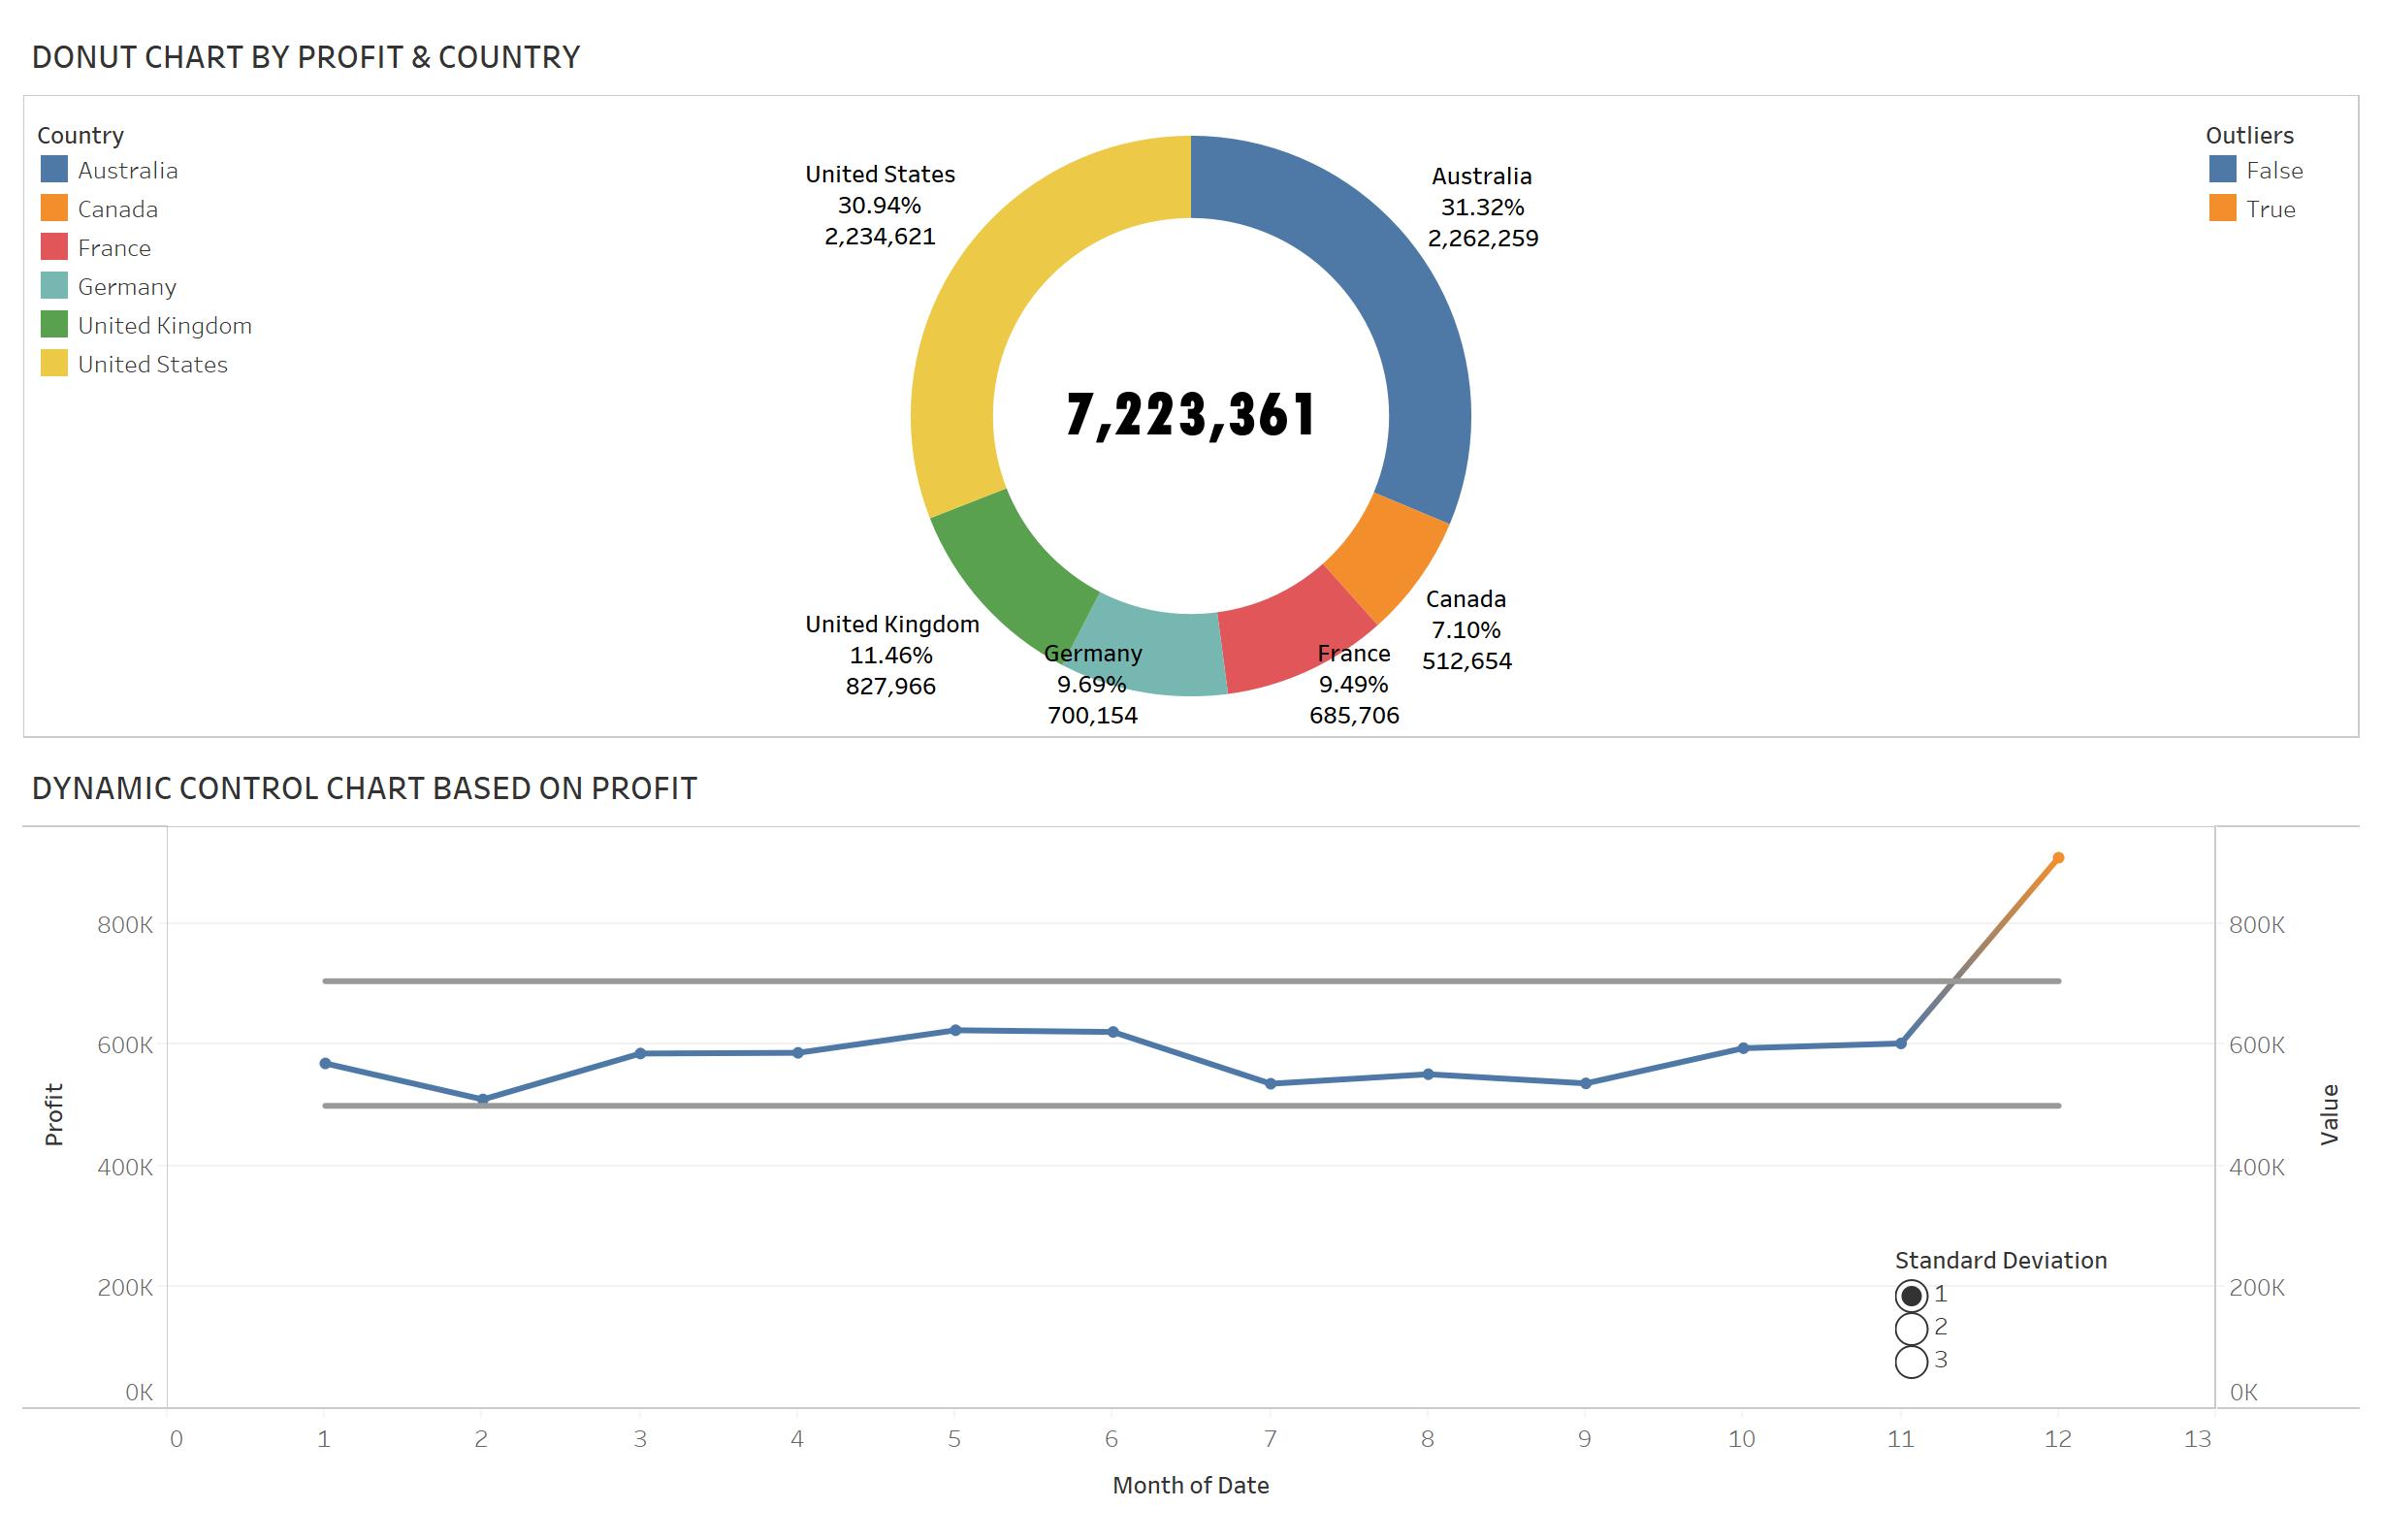 DONUT CHART BY PROFIT & COUNTRY
Country
Australia
Canada
France
Germany
United Kingdom
United States
United States
30.94%
2,234,621
Australia
31.32%
2,262,259
7,223,361
United Kingdom
11.46%
827,966
Germany
9.69%
700,154
France
9.49%
685,706
Canada
7.10%
512,654
Outliers
False
True
DYNAMIC CONTROL CHART BASED ON PROFIT
Profit
800K
600K
400K
200K
0K
800K
600K
400K
200K
0K
Value
Standard Deviation
1
2
3
0 1 2 3 4 5 6 7 8 9 10 11 12 13
Month of Date